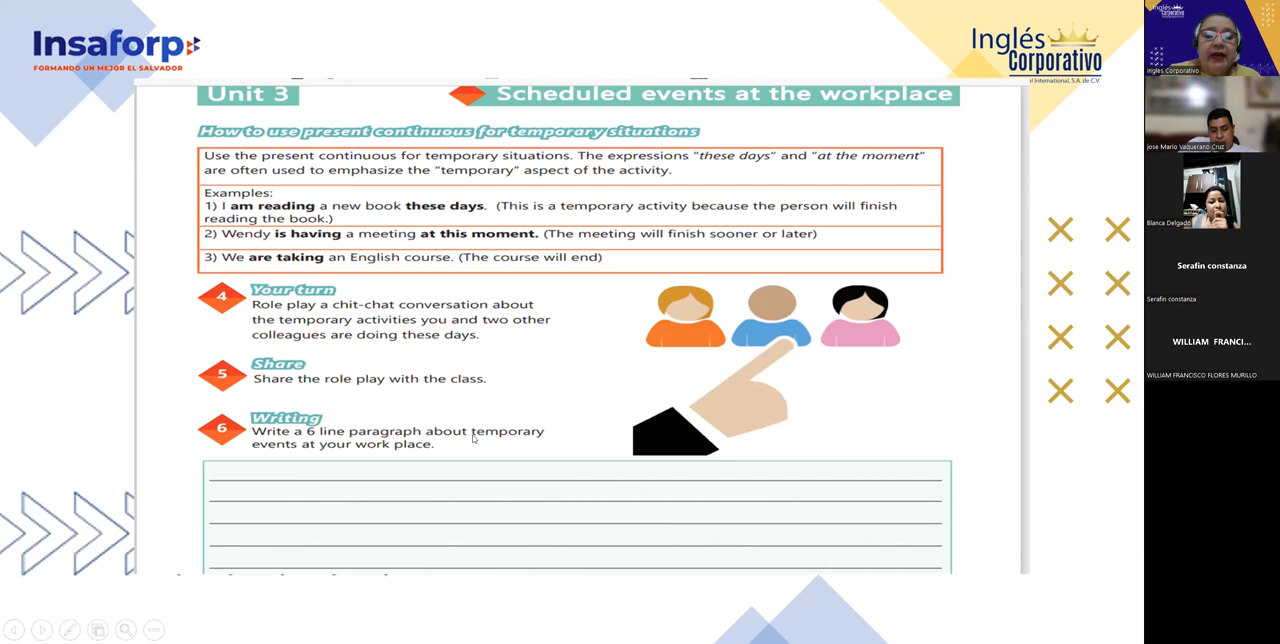 Insaforp
FORMANDO UN MEJOR EL SALVADOR
Inglés
Corporativo
l International, S.A. de C.V.
Unit 3
Scheduled events at the workplace
How to use present continuous for temporary situations
Use the present continuous for temporary situations. The expressions "these days" and "at the moment"
are often used to emphasize the "temporary" aspect of the activity.
Examples:
1) I am reading a new book these days. (This is a temporary activity because the person will finish
reading the book.)
2) Wendy is having a meeting at this moment. (The meeting will finish sooner or later)
3) We are taking an English course. (The course will end)
4
Your turn
Role play a chit-chat conversation about
the temporary activities you and two other
colleagues are doing these days.
5
Share
Share the role play with the class.
6
Writing
Write a 6 line paragraph about temporary
events at your work place.
Inglés
Corporativo
Ingles Corporativo
jose Mario Vaquerano Cruz
Blanca Delgado
Serafin constanza
Serafin constanza
WILLIAM FRANCI...
WILLIAM FRANCISCO FLORES MURILLO